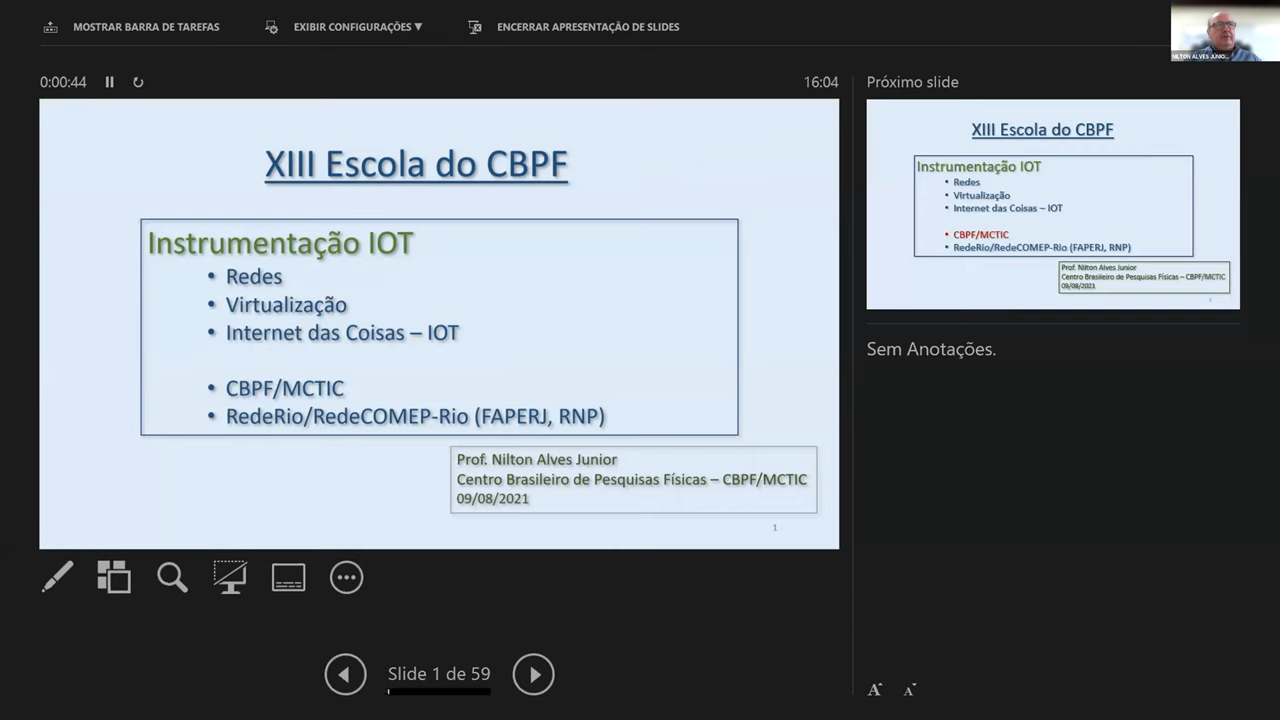 MOSTRAR BARRA DE TAREFAS
EXIBIR CONFIGURAÇÕES ▼
ENCERRAR APRESENTAÇÃO DE SLIDES
NILTON ALVES JUNIO...
0:00:44
16:04
XIII Escola do CBPF
Instrumentação IOT
• Redes
• Virtualização
• Internet das Coisas – IOT
• CBPF/MCTIC
• RedeRio/RedeCOMEP-Rio (FAPERJ, RNP)
Prof. Nilton Alves Junior
Centro Brasileiro de Pesquisas Físicas – CBPF/MCTIC
09/08/2021
1
Próximo slide
XIII Escola do CBPF
Instrumentação IOT
• Redes
• Virtualização
• Internet das Coisas – IOT
• CBPF/MCTIC
• RedeRio/RedeCOMEP-Rio (FAPERJ, RNP)
Prof. Nilton Alves Junior
Centro Brasileiro de Pesquisas Físicas – CBPF/MCTIC
09/08/2021
Sem Anotações.
Slide 1 de 59
A A